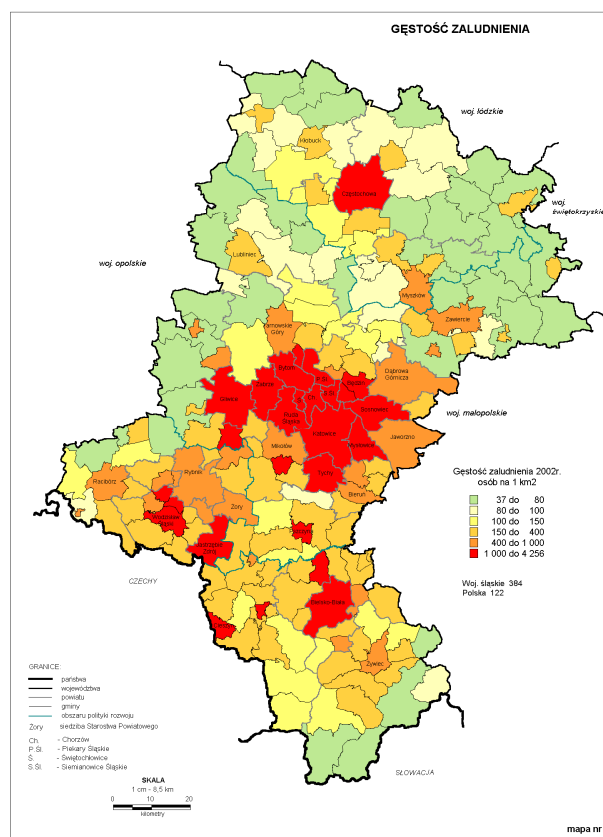 GĘSTOŚĆ ZALUDNIENIA
woj. łódzkie
Kłobuck
Częstochowa
woj. świętokrzyskie
Lubliniec
woj. opolskie
Myszków
Zawiercie
Tarnowskie Góry
Bytom
P.Śl.
Będzin
Dąbrowa Górnicza
Gliwice
Zabrze
Ch.
S.Śl.
Ś.
Sosnowiec
Ruda Śląska
Katowice
woj. małopolskie
Mysłowice
Jaworzno
Mikołów
Tychy
Racibórz
Rybnik
Bieruń
Żory
Wodzisław Śląski
Jastrzębie Zdrój
Pszczyna
Gęstość zaludnienia 2002r.
osób na 1 km2
37 do 80
80 do 100
100 do 150
150 do 400
400 do 1 000
1 000 do 4 256
Woj. śląskie 384
Polska 122
CZECHY
Bielsko-Biała
Cieszyn
Żywiec
GRANICE:
państwa
województwa
powiatu
gminy
obszaru polityki rozwoju
Żory siedziba Starostwa Powiatowego
Ch. - Chorzów
P.Śl. - Piekary Śląskie
Ś. - Świętochłowice
S.Śl. - Siemianowice Śląskie
SŁOWACJA
SKALA
1 cm - 8,5 km
0 10 20
kilometry
mapa nr